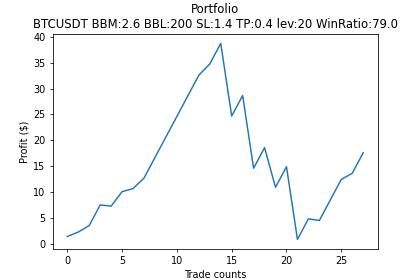 Portfolio
BTCUSDT BBM:2.6 BBL:200 SL:1.4 TP:0.4 lev:20 WinRatio:79.0
40
35
30
25
20
15
10
5
0
Profit ($)
0 5 10 15 20 25
Trade counts